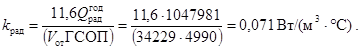 k_рад = 11,6Q_рад^год / (V_от ГСОП) = 11,6·1047981 / (34229·4990) = 0,071 Вт/(м³·°С).